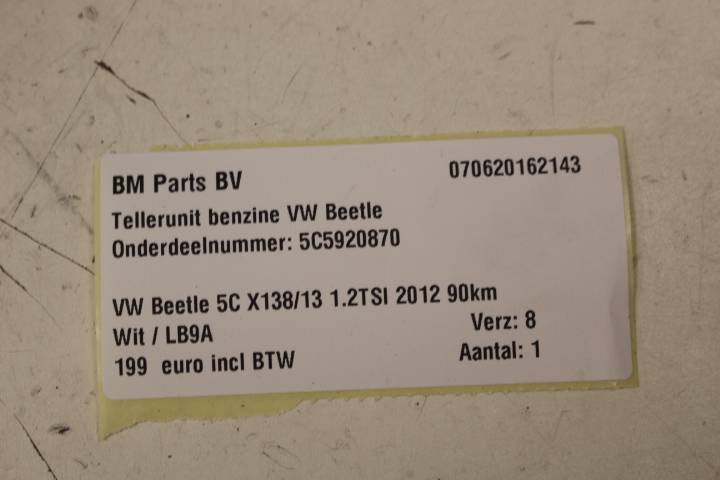 BM Parts BV 070620162143
Tellerunit benzine VW Beetle
Onderdeelnummer: 5C5920870
VW Beetle 5C X138/13 1.2TSI 2012 90km
Wit / LB9A Verz: 8
199 euro incl BTW Aantal: 1